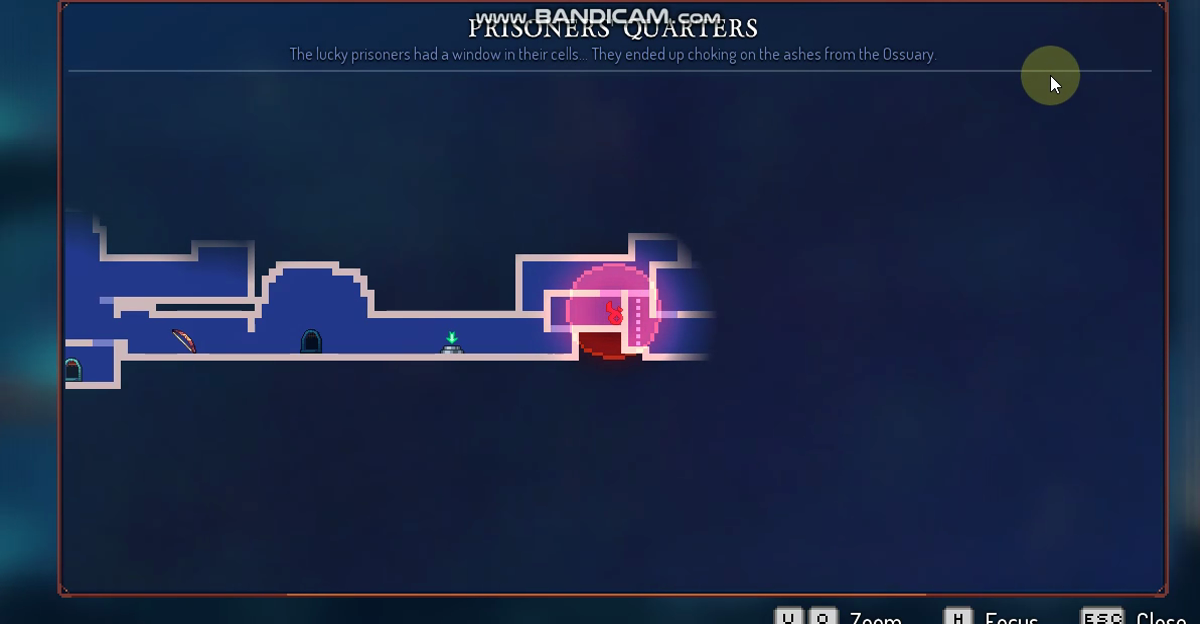 www.BANDICAM.com
PRISONERS' QUARTERS
The lucky prisoners had a window in their cells... They ended up choking on the ashes from the Ossuary.
Zoom
Focus
ESC Close